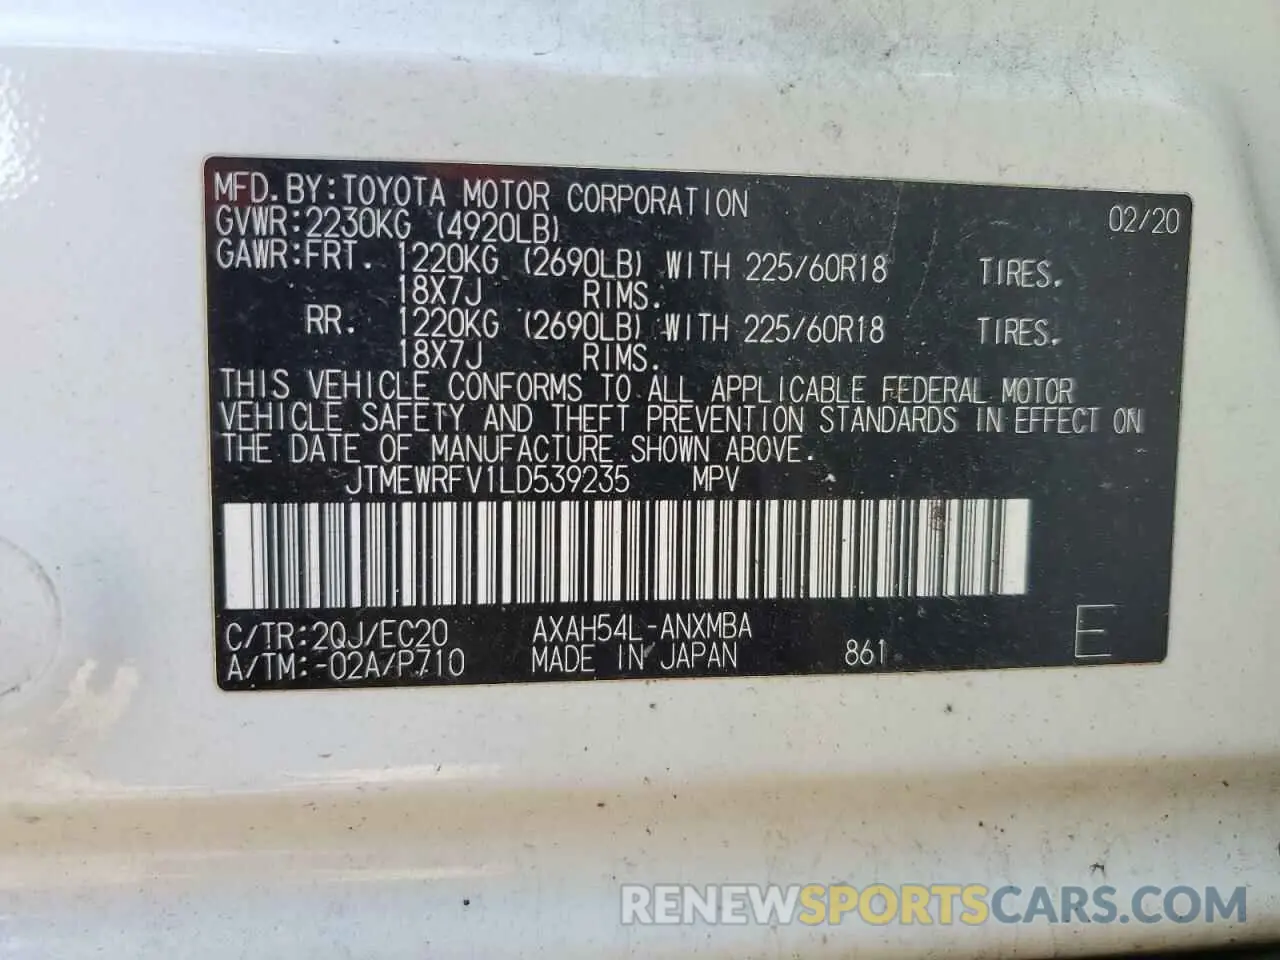 MFD.BY:TOYOTA MOTOR CORPORATION 02/20
GVWR:2230KG (4920LB)
GAWR:FRT. 1220KG (2690LB) WITH 225/60R18 TIRES.
18X7J RIMS.
RR. 1220KG (2690LB) WITH 225/60R18 TIRES.
18X7J RIMS.
THIS VEHICLE CONFORMS TO ALL APPLICABLE FEDERAL MOTOR
VEHICLE SAFETY AND THEFT PREVENTION STANDARDS IN EFFECT ON
THE DATE OF MANUFACTURE SHOWN ABOVE.
JTMEWRFV1LD539235 MPV
C/TR:2QJ/EC20 AXAH54L-ANXMBA
A/TM:-02A/P710 MADE IN JAPAN 861 E
RENEWSPORTSCARS.COM